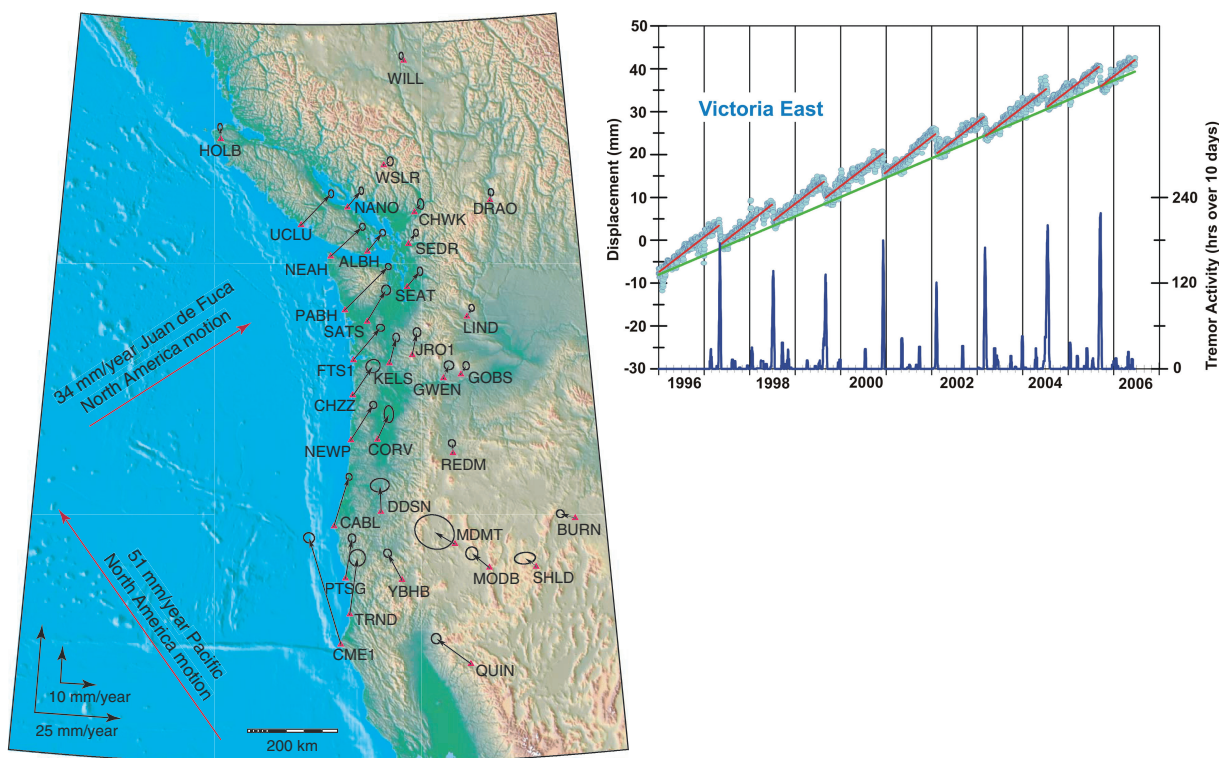 WILL
HOLB
WSLR
NANO
DRAO
CHWK
UCLU
SEDR
ALBH
NEAH
SEAT
PABH
LIND
SATS
JRO1
FTS1
KELS
GWEN
GOBS
CHZZ
NEWP
CORV
REDM
DDSN
CABL
BURN
MDMT
MODB
SHLD
PTSG
YBHB
TRND
CME1
QUIN
34 mm/year Juan de Fuca
North America motion
51 mm/year Pacific
North America motion
10 mm/year
25 mm/year
200 km
Victoria East
Displacement (mm)
50
40
30
20
10
0
-10
-20
-30
1996
1998
2000
2002
2004
2006
240
120
0
Tremor Activity (hrs over 10 days)